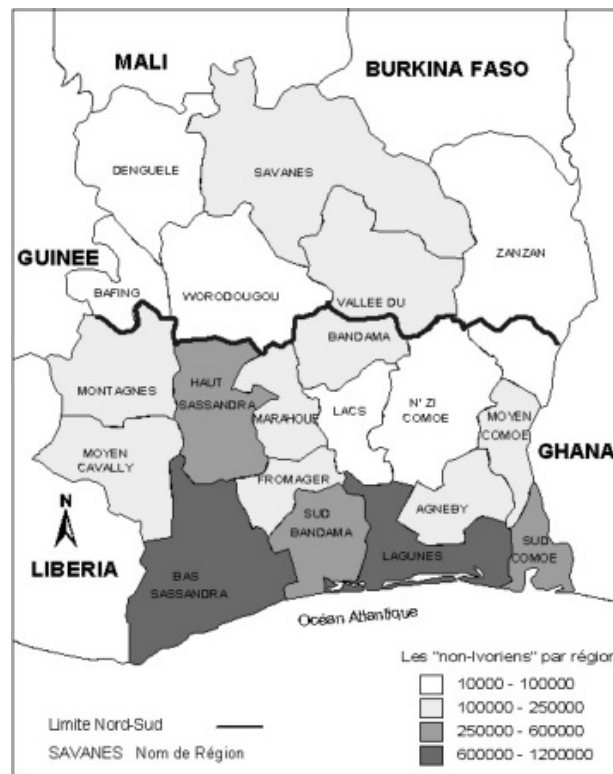 MALI
BURKINA FASO
DENGUELE
SAVANES
GUINEE
ZANZAN
BAFING
WORODOUGOU
VALLEE DU
BANDAMA
MONTAGNES
HAUT
SASSANDRA
MARAHOUE
LACS
N' ZI
COMOE
MOYEN
COMOE
GHANA
MOYEN
CAVALLY
FROMAGER
AGNEBY
N
SUD
BANDAMA
LAGUNES
SUD
COMOE
LIBERIA
BAS
SASSANDRA
Océan Atlantique
Les "non-Ivoriens" par région
10000 - 100000
100000 - 250000
250000 - 600000
600000 - 1200000
Limite Nord-Sud
SAVANES Nom de Région